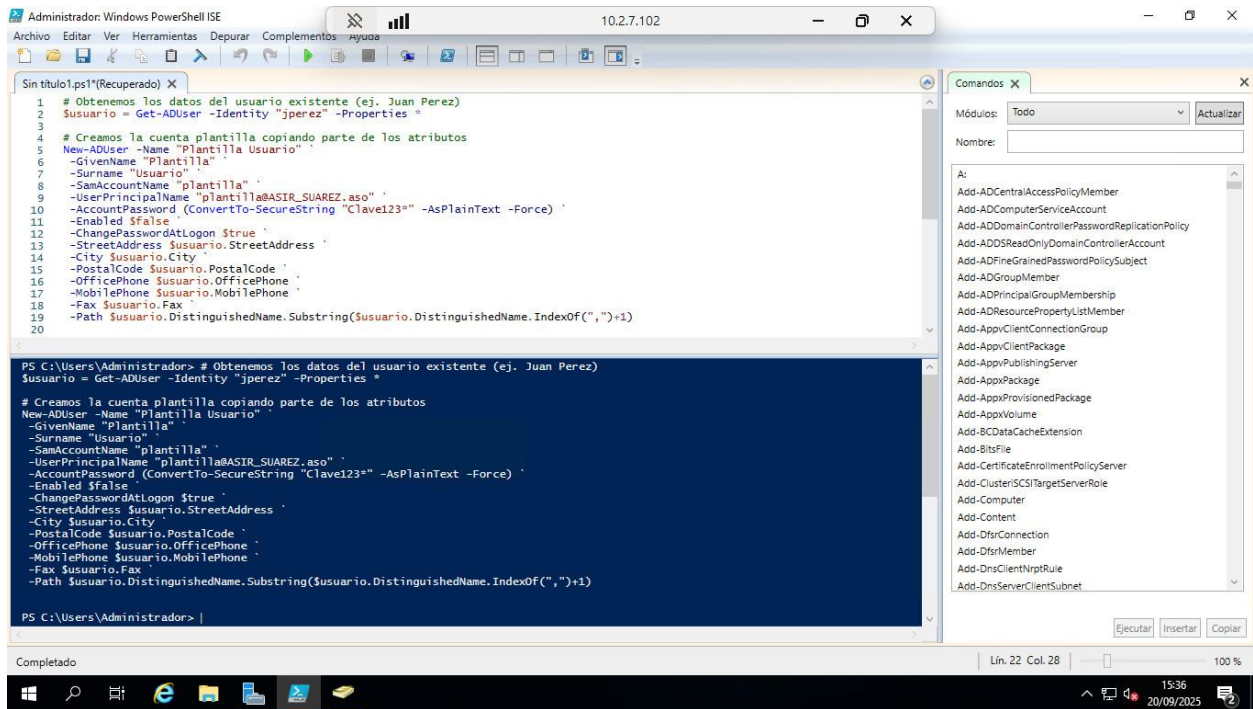 Administrador: Windows PowerShell ISE
10.2.7.102
Archivo Editar Ver Herramientas Depurar Complementos Ayuda
Sin título1.ps1*(Recuperado) X
1 # Obtenemos los datos del usuario existente (ej. Juan Perez)
2 $usuario = Get-ADUser -Identity "jperez" -Properties *
3
4 # Creamos la cuenta plantilla copiando parte de los atributos
5 New-ADUser -Name "Plantilla Usuario" `
6 -GivenName "Plantilla" `
7 -Surname "Usuario" `
8 -SamAccountName "plantilla" `
9 -UserPrincipalName "plantilla@ASIR_SUAREZ.aso" `
10 -AccountPassword (ConvertTo-SecureString "Clave123*" -AsPlainText -Force) `
11 -Enabled $false `
12 -ChangePasswordAtLogon $true `
13 -StreetAddress $usuario.StreetAddress `
14 -City $usuario.City `
15 -PostalCode $usuario.PostalCode `
16 -OfficePhone $usuario.OfficePhone `
17 -MobilePhone $usuario.MobilePhone `
18 -Fax $usuario.Fax `
19 -Path $usuario.DistinguishedName.Substring($usuario.DistinguishedName.IndexOf(",")+1)
20
PS C:\Users\Administrador> # Obtenemos los datos del usuario existente (ej. Juan Perez)
$usuario = Get-ADUser -Identity "jperez" -Properties *
# Creamos la cuenta plantilla copiando parte de los atributos
New-ADUser -Name "Plantilla Usuario" `
-GivenName "Plantilla" `
-Surname "Usuario" `
-SamAccountName "plantilla" `
-UserPrincipalName "plantilla@ASIR_SUAREZ.aso" `
-AccountPassword (ConvertTo-SecureString "Clave123*" -AsPlainText -Force) `
-Enabled $false `
-ChangePasswordAtLogon $true `
-StreetAddress $usuario.StreetAddress `
-City $usuario.City `
-PostalCode $usuario.PostalCode `
-OfficePhone $usuario.OfficePhone `
-MobilePhone $usuario.MobilePhone `
-Fax $usuario.Fax `
-Path $usuario.DistinguishedName.Substring($usuario.DistinguishedName.IndexOf(",")+1)
PS C:\Users\Administrador>
Comandos X
Módulos: Todo Actualizar
Nombre:
A:
Add-ADCentralAccessPolicyMember
Add-ADComputerServiceAccount
Add-ADDomainControllerPasswordReplicationPolicy
Add-ADDSReadOnlyDomainControllerAccount
Add-ADFineGrainedPasswordPolicySubject
Add-ADGroupMember
Add-ADPrincipalGroupMembership
Add-ADResourcePropertyListMember
Add-AppvClientConnectionGroup
Add-AppvClientPackage
Add-AppvPublishingServer
Add-AppxPackage
Add-AppxProvisionedPackage
Add-AppxVolume
Add-BCDataCacheExtension
Add-BitsFile
Add-CertificateEnrollmentPolicyServer
Add-ClusteriSCSITargetServerRole
Add-Computer
Add-Content
Add-DfsrConnection
Add-DfsrMember
Add-DnsClientNrptRule
Add-DnsServerClientSubnet
Ejecutar Insertar Copiar
Completado
Lín. 22 Col. 28
100 %
15:36
20/09/2025
2